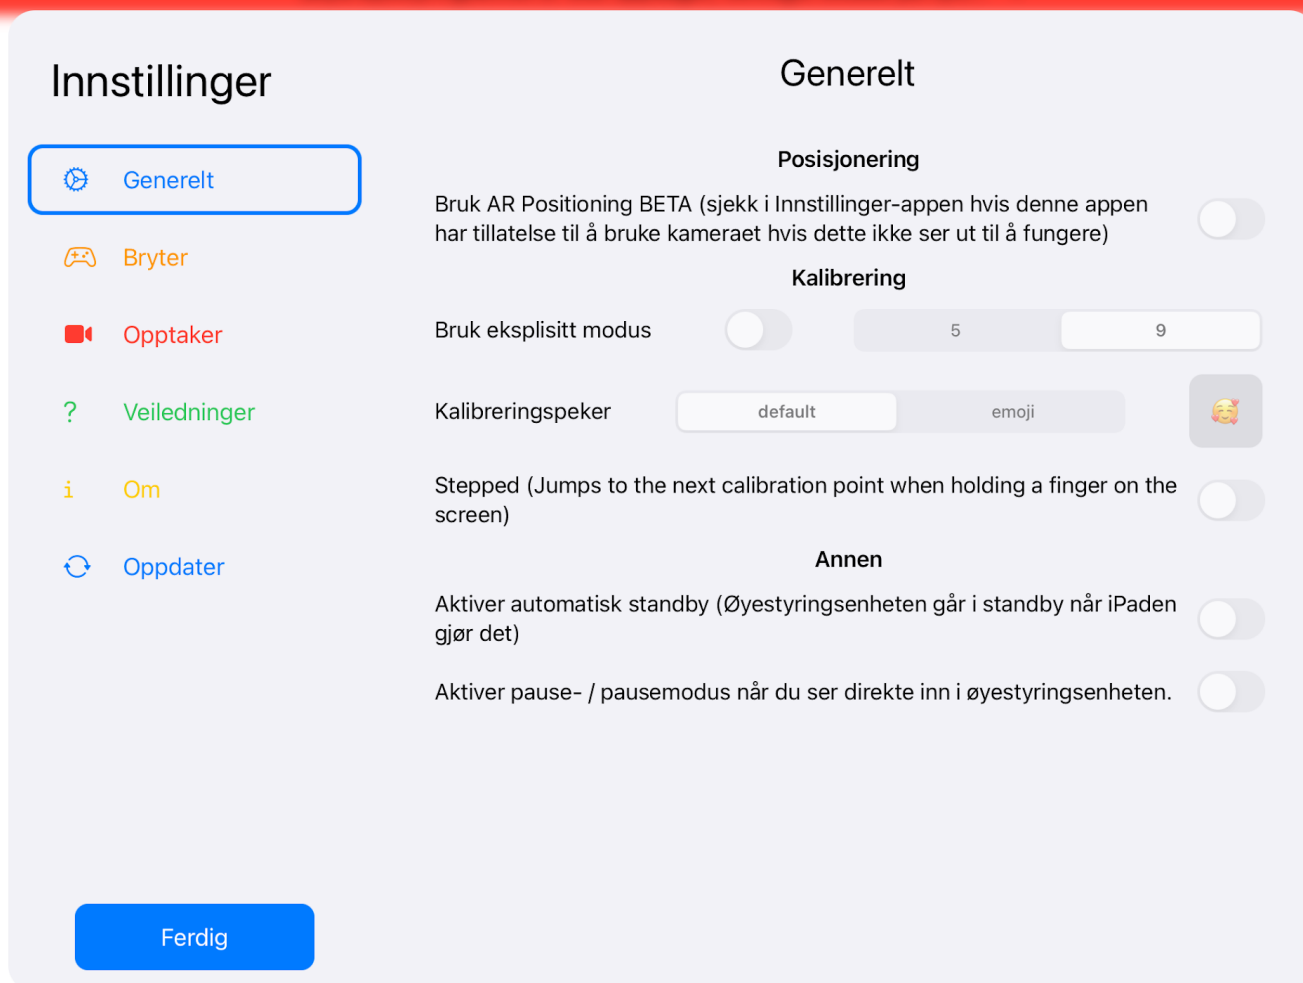 Innstillinger
Generelt
Bryter
Opptaker
? Veiledninger
i Om
Oppdater
Ferdig
Generelt
Posisjonering
Bruk AR Positioning BETA (sjekk i Innstillinger-appen hvis denne appen
har tillatelse til å bruke kameraet hvis dette ikke ser ut til å fungere)
Kalibrering
Bruk eksplisitt modus 5 9
Kalibreringspeker default emoji
Stepped (Jumps to the next calibration point when holding a finger on the
screen)
Annen
Aktiver automatisk standby (Øyestyringsenheten går i standby når iPaden
gjør det)
Aktiver pause- / pausemodus når du ser direkte inn i øyestyringsenheten.